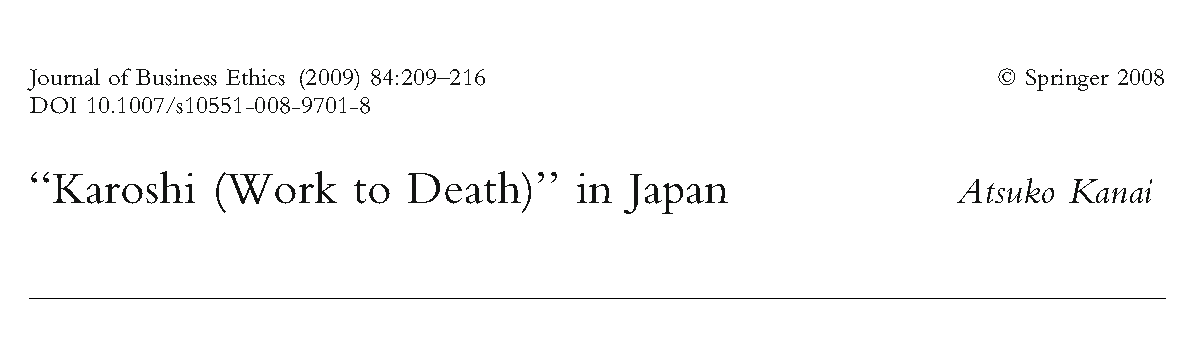 Journal of Business Ethics (2009) 84:209–216
© Springer 2008
DOI 10.1007/s10551-008-9701-8
‘‘Karoshi (Work to Death)’’ in Japan
Atsuko Kanai